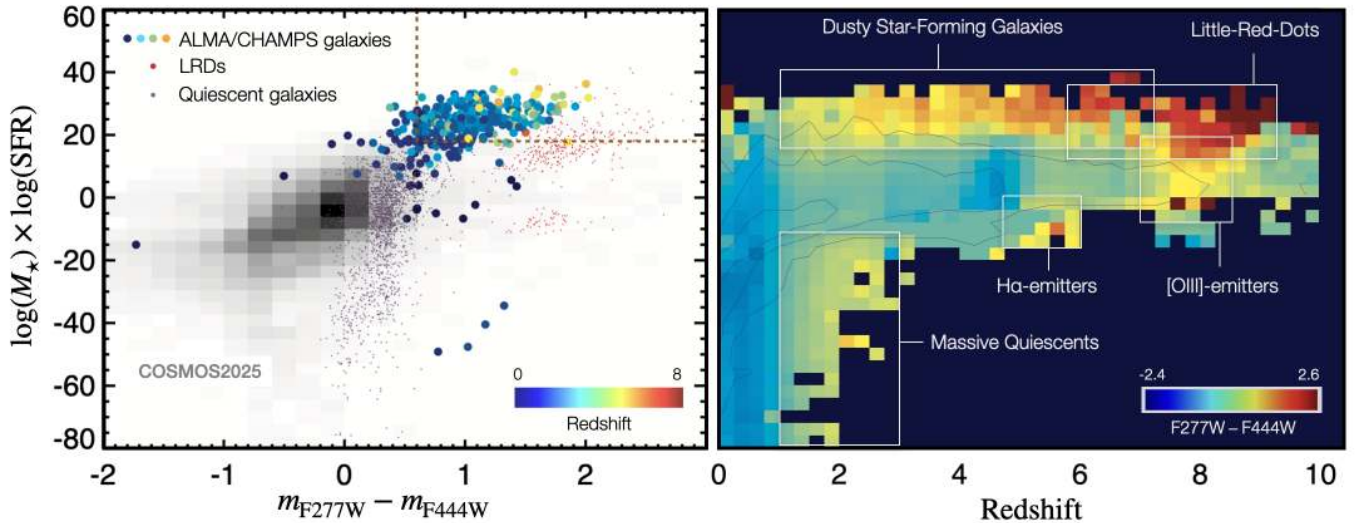 60
40
20
0
-20
-40
-60
-80
log(M⋆) × log(SFR)
ALMA/CHAMPS galaxies
LRDs
Quiescent galaxies
COSMOS2025
0 8
Redshift
-2 -1 0 1 2
mF277W − mF444W
Dusty Star-Forming Galaxies
Little-Red-Dots
Hα-emitters
[OIII]-emitters
Massive Quiescents
-2.4 2.6
F277W – F444W
0 2 4 6 8 10
Redshift